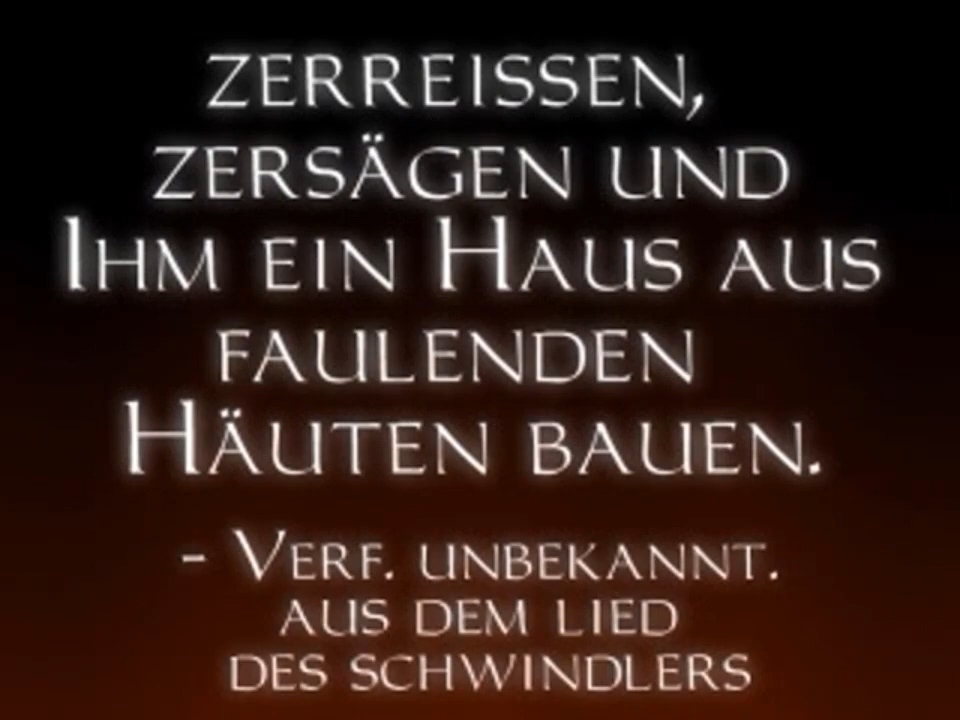 ZERREISSEN,
ZERSÄGEN UND
IHM EIN HAUS AUS
FAULENDEN
HÄUTEN BAUEN.
- VERF. UNBEKANNT.
AUS DEM LIED
DES SCHWINDLERS